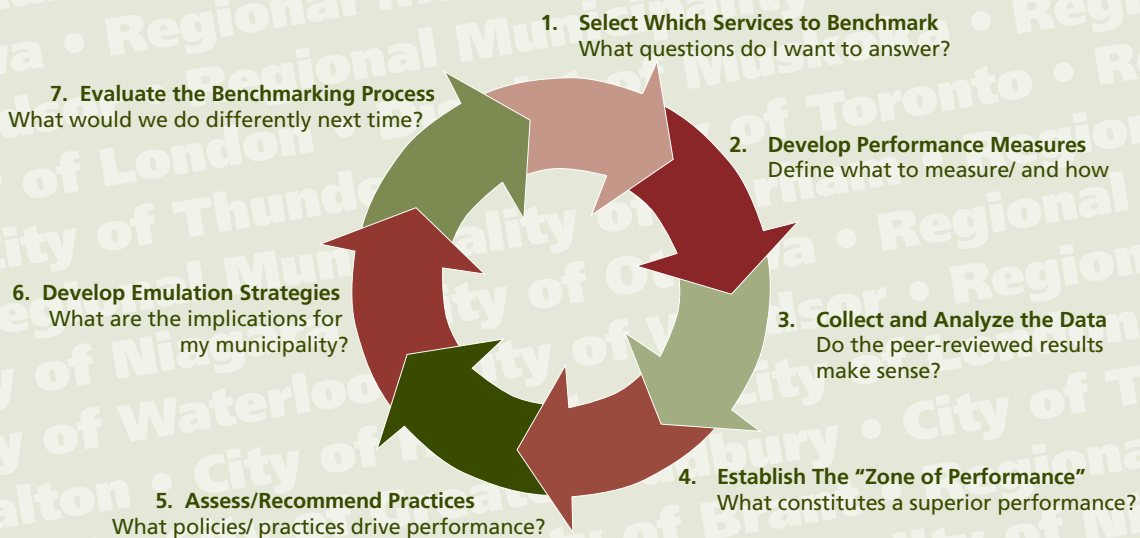 1. Select Which Services to Benchmark
What questions do I want to answer?
2. Develop Performance Measures
Define what to measure/ and how
3. Collect and Analyze the Data
Do the peer-reviewed results
make sense?
4. Establish The “Zone of Performance”
What constitutes a superior performance?
5. Assess/Recommend Practices
What policies/ practices drive performance?
6. Develop Emulation Strategies
What are the implications for
my municipality?
7. Evaluate the Benchmarking Process
What would we do differently next time?